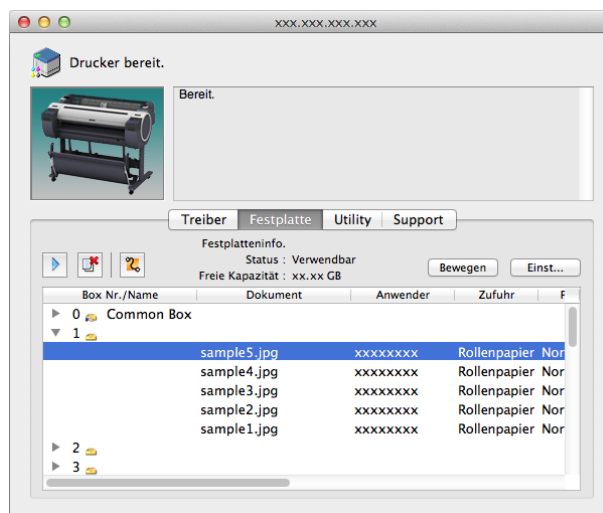 xxx.xxx.xxx.xxx
Drucker bereit.
Bereit.
Treiber Festplatte Utility Support
Festplatteninfo.
Status : Verwendbar
Freie Kapazität : xx.xx GB
Bewegen Einst...
Box Nr./Name Dokument Anwender Zufuhr F
0 Common Box
1
sample5.jpg xxxxxxxx Rollenpapier Nor
sample4.jpg xxxxxxxx Rollenpapier Nor
sample3.jpg xxxxxxxx Rollenpapier Nor
sample2.jpg xxxxxxxx Rollenpapier Nor
sample1.jpg xxxxxxxx Rollenpapier Nor
2
3